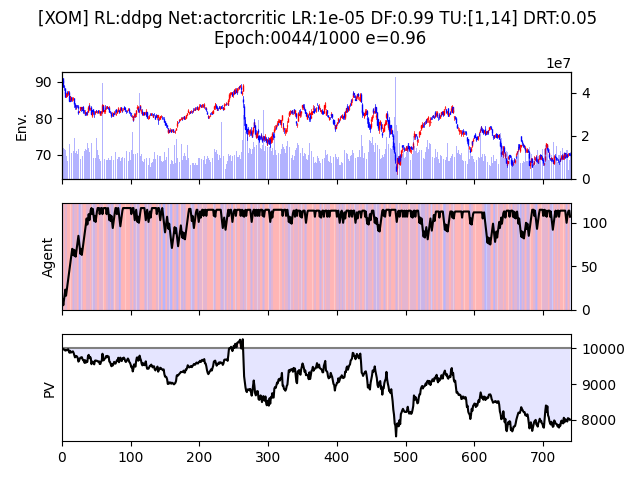 [XOM] RL:ddpg Net:actorcritic LR:1e-05 DF:0.99 TU:[1,14] DRT:0.05
Epoch:0044/1000 e=0.96
1e7
Env.
90
80
70
4
2
0
Agent
100
50
0
PV
10000
9000
8000
0 100 200 300 400 500 600 700